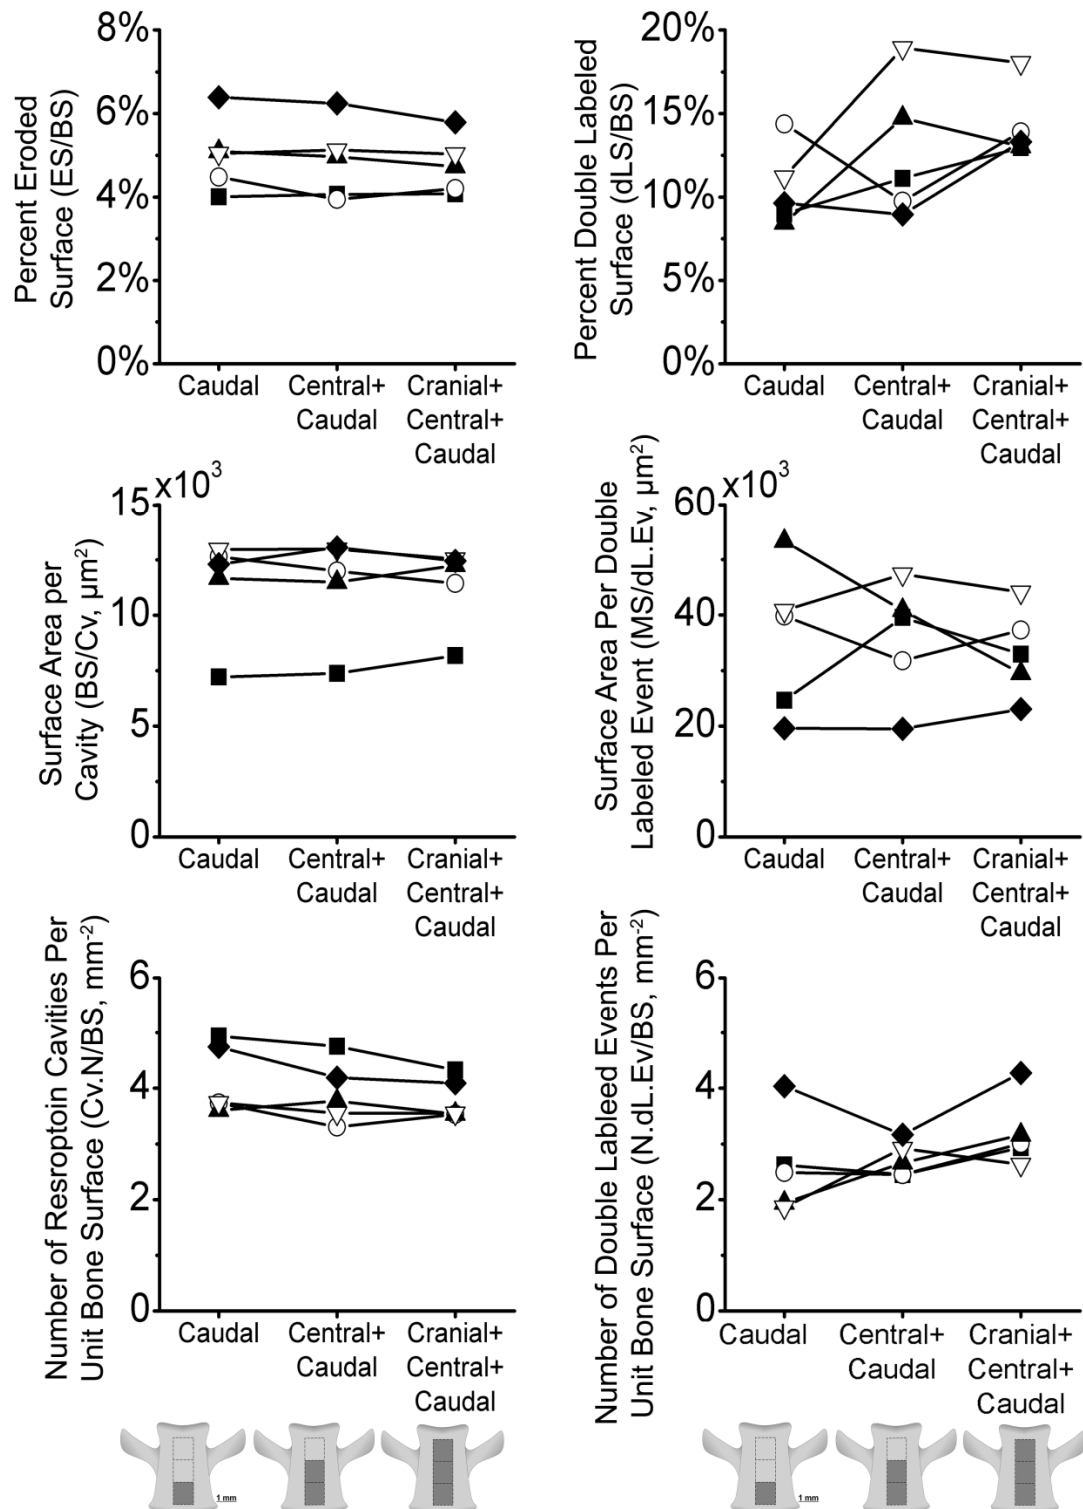 Percent Eroded
Surface (ES/BS)
8%
6%
4%
2%
0%
Caudal
Central+
Caudal
Cranial+
Central+
Caudal
Percent Double Labeled
Surface (dLS/BS)
20%
15%
10%
5%
0%
Caudal
Central+
Caudal
Cranial+
Central+
Caudal
Surface Area per
Cavity (BS/Cv, µm²)
x10³
15
10
5
0
Caudal
Central+
Caudal
Cranial+
Central+
Caudal
Surface Area Per Double
Labeled Event (MS/dL.Ev, µm²)
x10³
60
40
20
0
Caudal
Central+
Caudal
Cranial+
Central+
Caudal
Number of Resroptoin Cavities Per
Unit Bone Surface (Cv.N/BS, mm⁻²)
6
4
2
0
Caudal
Central+
Caudal
Cranial+
Central+
Caudal
Number of Double Lableed Events Per
Unit Bone Surface (N.dL.Ev/BS, mm⁻²)
6
4
2
0
Caudal
Central+
Caudal
Cranial+
Central+
Caudal
1 mm
1 mm